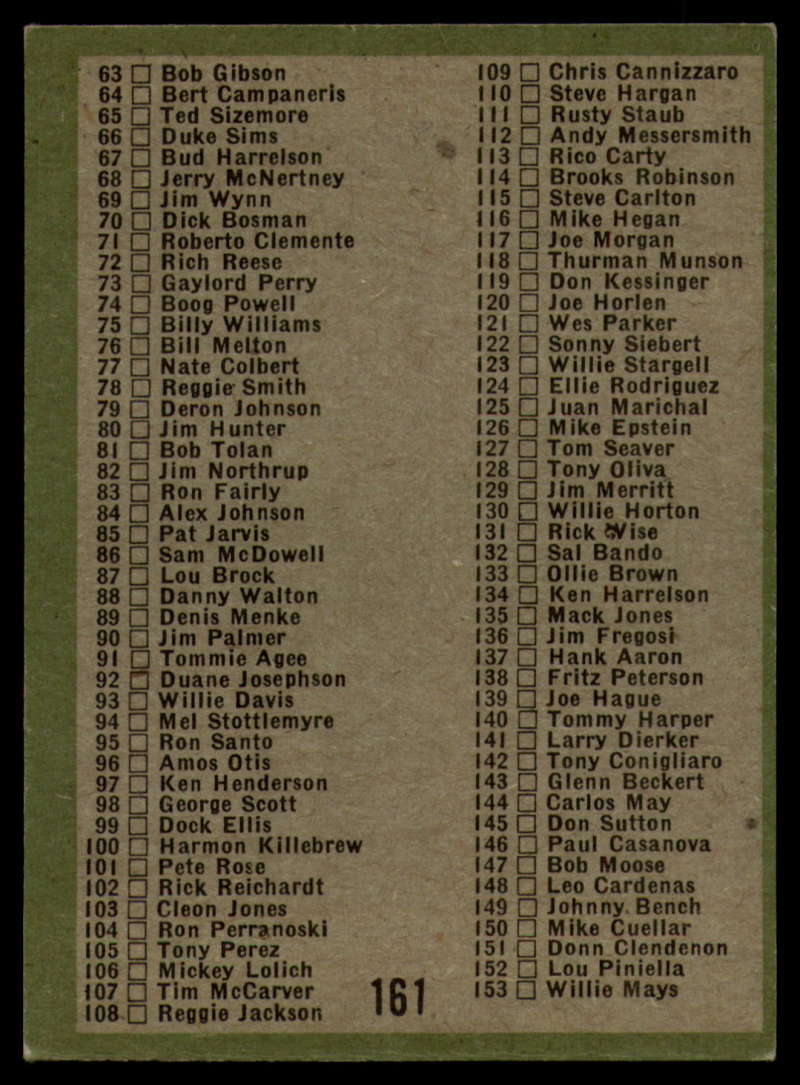 63 □ Bob Gibson
64 □ Bert Campaneris
65 □ Ted Sizemore
66 □ Duke Sims
67 □ Bud Harrelson
68 □ Jerry McNertney
69 □ Jim Wynn
70 □ Dick Bosman
71 □ Roberto Clemente
72 □ Rich Reese
73 □ Gaylord Perry
74 □ Boog Powell
75 □ Billy Williams
76 □ Bill Melton
77 □ Nate Colbert
78 □ Reggie Smith
79 □ Deron Johnson
80 □ Jim Hunter
81 □ Bob Tolan
82 □ Jim Northrup
83 □ Ron Fairly
84 □ Alex Johnson
85 □ Pat Jarvis
86 □ Sam McDowell
87 □ Lou Brock
88 □ Danny Walton
89 □ Denis Menke
90 □ Jim Palmer
91 □ Tommie Agee
92 □ Duane Josephson
93 □ Willie Davis
94 □ Mel Stottlemyre
95 □ Ron Santo
96 □ Amos Otis
97 □ Ken Henderson
98 □ George Scott
99 □ Dock Ellis
100 □ Harmon Killebrew
101 □ Pete Rose
102 □ Rick Reichardt
103 □ Cleon Jones
104 □ Ron Perranoski
105 □ Tony Perez
106 □ Mickey Lolich
107 □ Tim McCarver
108 □ Reggie Jackson
109 □ Chris Cannizzaro
110 □ Steve Hargan
111 □ Rusty Staub
112 □ Andy Messersmith
113 □ Rico Carty
114 □ Brooks Robinson
115 □ Steve Carlton
116 □ Mike Hegan
117 □ Joe Morgan
118 □ Thurman Munson
119 □ Don Kessinger
120 □ Joe Horlen
121 □ Wes Parker
122 □ Sonny Siebert
123 □ Willie Stargell
124 □ Ellie Rodriguez
125 □ Juan Marichal
126 □ Mike Epstein
127 □ Tom Seaver
128 □ Tony Oliva
129 □ Jim Merritt
130 □ Willie Horton
131 □ Rick Wise
132 □ Sal Bando
133 □ Ollie Brown
134 □ Ken Harrelson
135 □ Mack Jones
136 □ Jim Fregosi
137 □ Hank Aaron
138 □ Fritz Peterson
139 □ Joe Hague
140 □ Tommy Harper
141 □ Larry Dierker
142 □ Tony Conigliaro
143 □ Glenn Beckert
144 □ Carlos May
145 □ Don Sutton
146 □ Paul Casanova
147 □ Bob Moose
148 □ Leo Cardenas
149 □ Johnny Bench
150 □ Mike Cuellar
151 □ Donn Clendenon
152 □ Lou Piniella
153 □ Willie Mays
161